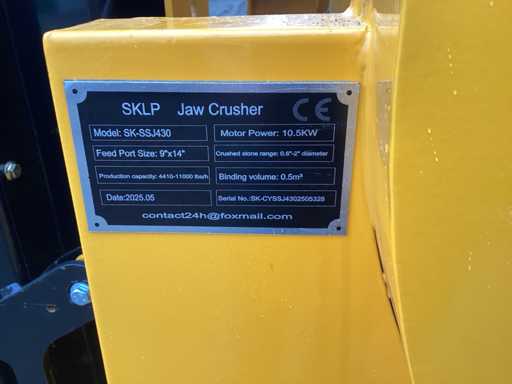 SKLP Jaw Crusher CE
Model: SK-SSJ430
Motor Power: 10.5KW
Feed Port Size: 9"x14"
Crushed stone range: 0.6"-2" diameter
Production capacity: 4410-11000 lbs/h
Binding volume: 0.5m³
Date:2025.05
Serial No.:SK-CYSSJ4302505328
contact24h@foxmail.com